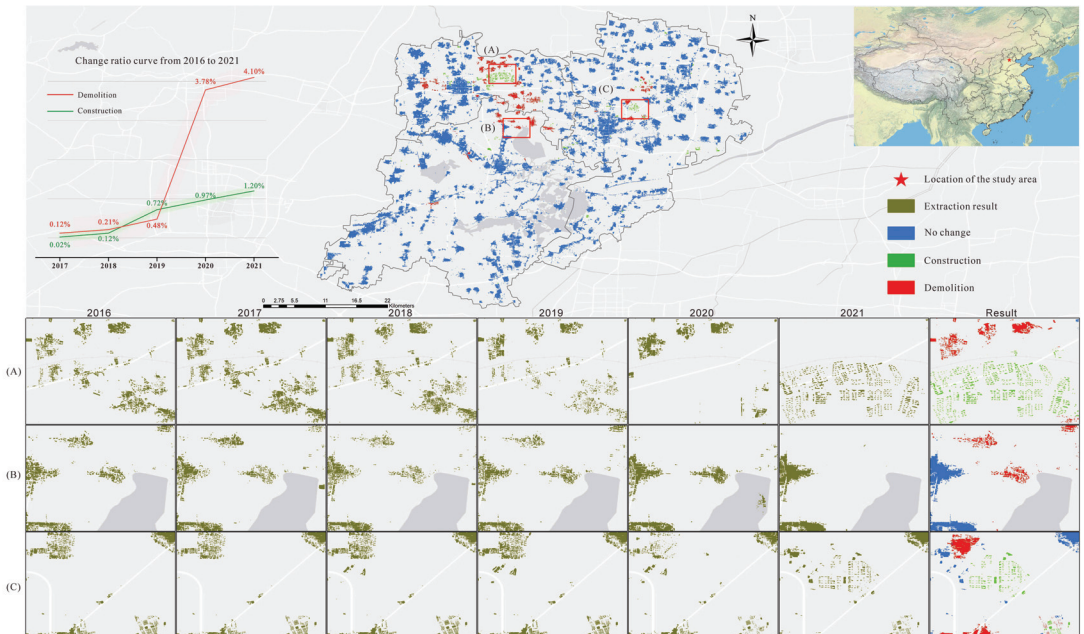 Change ratio curve from 2016 to 2021
Demolition
Construction
3.78%
4.10%
0.12%
0.21%
0.72%
0.97%
1.20%
0.02%
0.12%
0.48%
2017 2018 2019 2020 2021
(A)
(B)
(C)
N
0 2.75 5.5 11 16.5 22
Kilometers
Location of the study area
Extraction result
No change
Construction
Demolition
2016 2017 2018 2019 2020 2021 Result
(A)
(B)
(C)